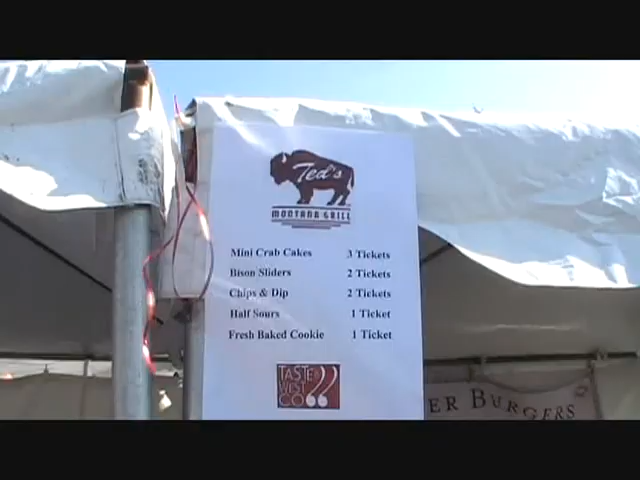 Ted's
MONTANA GRILL
Mini Crab Cakes 3 Tickets
Bison Sliders 2 Tickets
Chips & Dip 2 Tickets
Half Sours 1 Ticket
Fresh Baked Cookie 1 Ticket
TASTE
WEST
CO
ER BURGERS